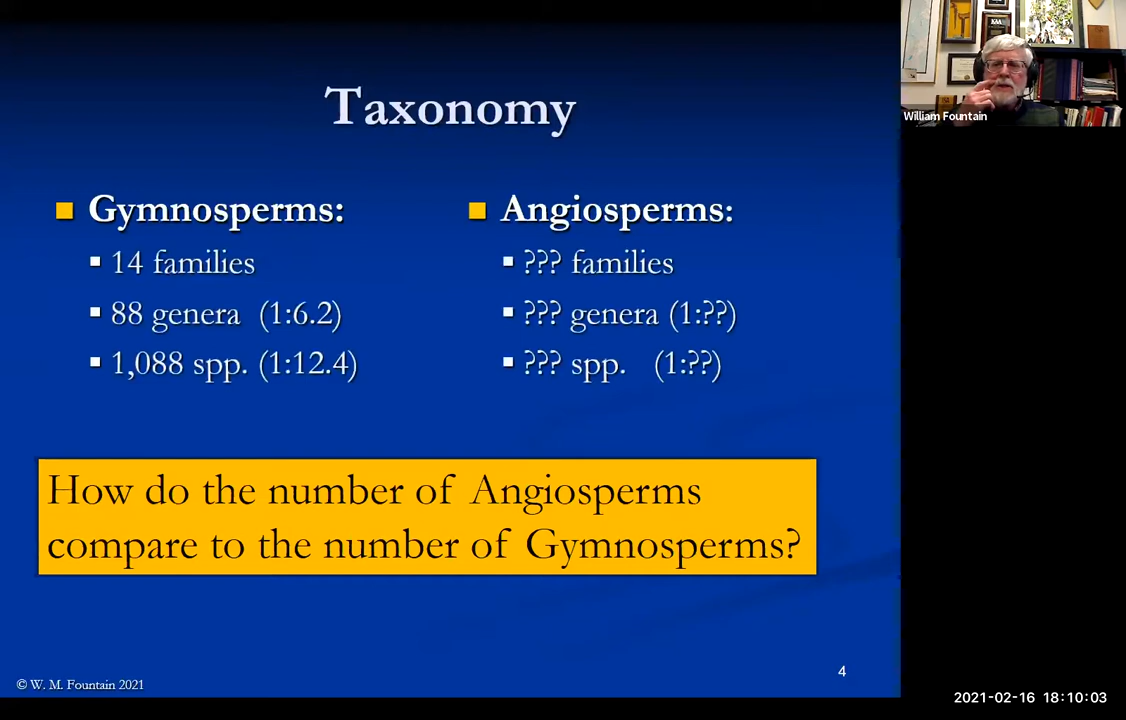 Taxonomy
Gymnosperms:
14 families
88 genera (1:6.2)
1,088 spp. (1:12.4)
Angiosperms:
??? families
??? genera (1:??)
??? spp. (1:??)
How do the number of Angiosperms
compare to the number of Gymnosperms?
© W. M. Fountain 2021
4
William Fountain
2021-02-16 18:10:03